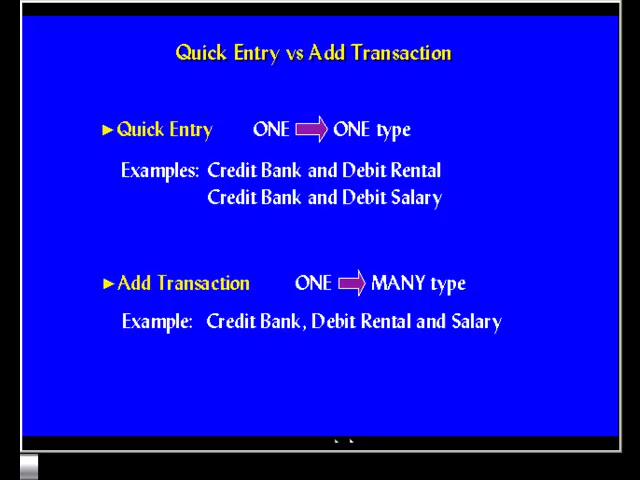 Quick Entry vs Add Transaction
►Quick Entry ONE ➡ ONE type
Examples: Credit Bank and Debit Rental
Credit Bank and Debit Salary
►Add Transaction ONE ➡ MANY type
Example: Credit Bank, Debit Rental and Salary